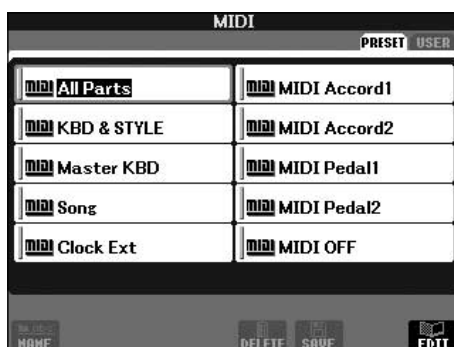 MIDI
PRESET USER
MIDI All Parts
MIDI KBD & STYLE
MIDI Master KBD
MIDI Song
MIDI Clock Ext
MIDI MIDI Accord1
MIDI MIDI Accord2
MIDI MIDI Pedal1
MIDI MIDI Pedal2
MIDI MIDI OFF
NAME DELETE SAVE EDIT